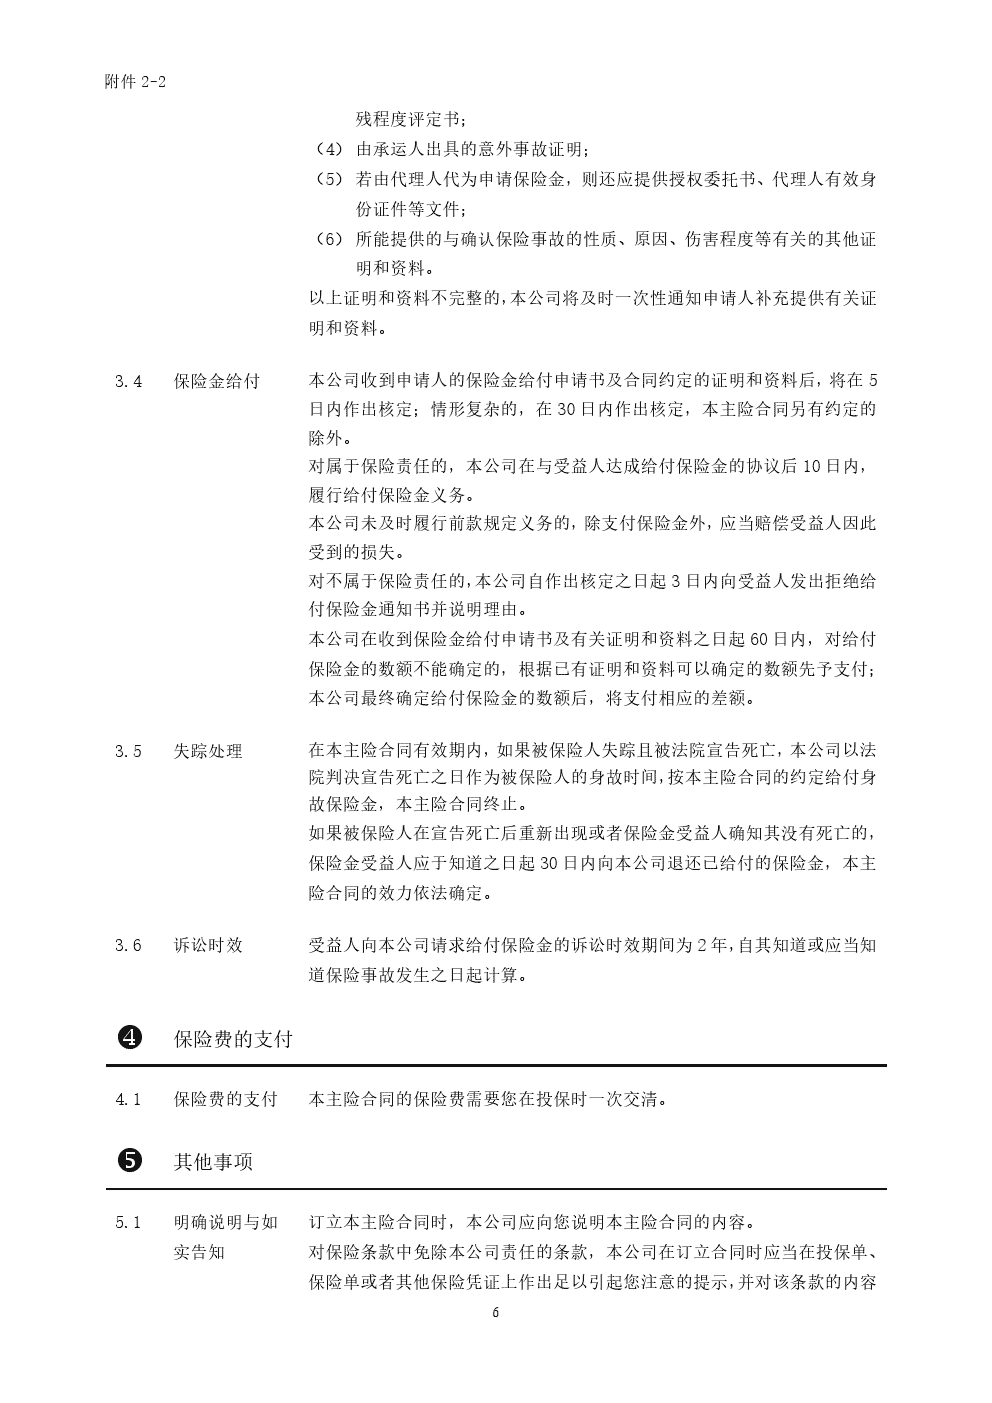 附件 2-2
残程度评定书；
（4） 由承运人出具的意外事故证明；
（5） 若由代理人代为申请保险金，则还应提供授权委托书、代理人有效身
份证件等文件；
（6） 所能提供的与确认保险事故的性质、原因、伤害程度等有关的其他证
明和资料。
以上证明和资料不完整的，本公司将及时一次性通知申请人补充提供有关证
明和资料。
3.4 保险金给付 本公司收到申请人的保险金给付申请书及合同约定的证明和资料后，将在 5
日内作出核定；情形复杂的，在 30 日内作出核定，本主险合同另有约定的
除外。
对属于保险责任的，本公司在与受益人达成给付保险金的协议后 10 日内，
履行给付保险金义务。
本公司未及时履行前款规定义务的，除支付保险金外，应当赔偿受益人因此
受到的损失。
对不属于保险责任的，本公司自作出核定之日起 3 日内向受益人发出拒绝给
付保险金通知书并说明理由。
本公司在收到保险金给付申请书及有关证明和资料之日起 60 日内，对给付
保险金的数额不能确定的，根据已有证明和资料可以确定的数额先予支付；
本公司最终确定给付保险金的数额后，将支付相应的差额。
3.5 失踪处理 在本主险合同有效期内，如果被保险人失踪且被法院宣告死亡，本公司以法
院判决宣告死亡之日作为被保险人的身故时间，按本主险合同的约定给付身
故保险金，本主险合同终止。
如果被保险人在宣告死亡后重新出现或者保险金受益人确知其没有死亡的，
保险金受益人应于知道之日起 30 日内向本公司退还已给付的保险金，本主
险合同的效力依法确定。
3.6 诉讼时效 受益人向本公司请求给付保险金的诉讼时效期间为 2 年，自其知道或应当知
道保险事故发生之日起计算。
❹ 保险费的支付
4.1 保险费的支付 本主险合同的保险费需要您在投保时一次交清。
❺ 其他事项
5.1 明确说明与如 订立本主险合同时，本公司应向您说明本主险合同的内容。
实告知 对保险条款中免除本公司责任的条款，本公司在订立合同时应当在投保单、
保险单或者其他保险凭证上作出足以引起您注意的提示，并对该条款的内容
6